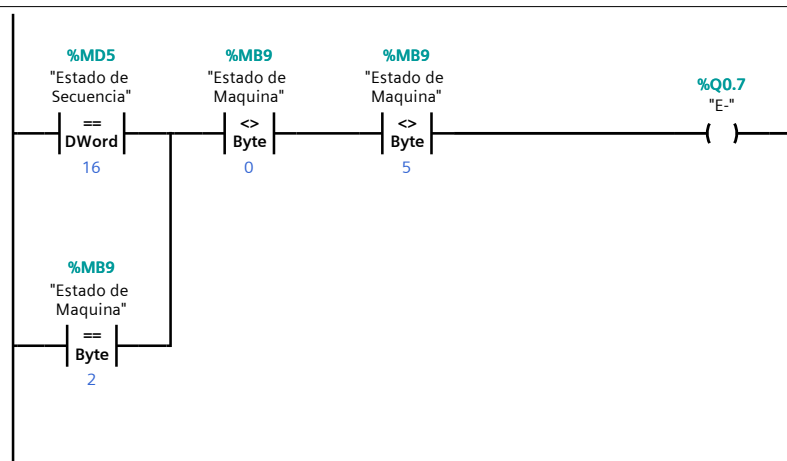 %MD5
"Estado de
Secuencia"
==
DWord
16
%MB9
"Estado de
Maquina"
<>
Byte
0
%MB9
"Estado de
Maquina"
<>
Byte
5
%Q0.7
"E-"
%MB9
"Estado de
Maquina"
==
Byte
2